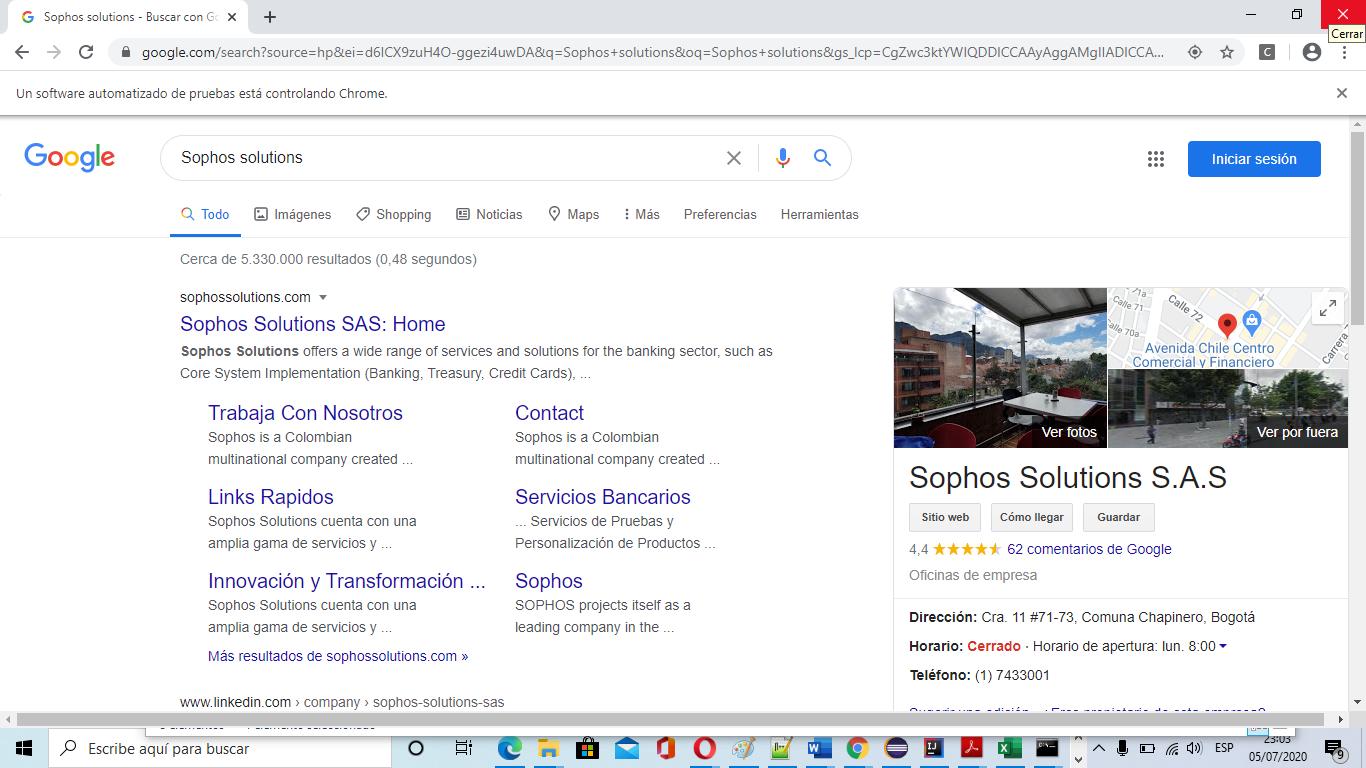 Sophos solutions - Buscar con Go
Cerrar
google.com/search?source=hp&ei=d6ICX9zuH4O-ggezi4uwDA&q=Sophos+solutions&oq=Sophos+solutions&gs_lcp=CgZwc3ktYWIQDDICCAAyAggAMgIIADICCA...
C
Un software automatizado de pruebas está controlando Chrome.
Google
Sophos solutions
Iniciar sesión
Todo Imágenes Shopping Noticias Maps Más Preferencias Herramientas
Cerca de 5.330.000 resultados (0,48 segundos)
sophossolutions.com
Sophos Solutions SAS: Home
Sophos Solutions offers a wide range of services and solutions for the banking sector, such as
Core System Implementation (Banking, Treasury, Credit Cards), ...
Trabaja Con Nosotros
Sophos is a Colombian
multinational company created ...
Contact
Sophos is a Colombian
multinational company created ...
Links Rapidos
Sophos Solutions cuenta con una
amplia gama de servicios y ...
Servicios Bancarios
... Servicios de Pruebas y
Personalización de Productos ...
Innovación y Transformación ...
Sophos Solutions cuenta con una
amplia gama de servicios y ...
Sophos
SOPHOS projects itself as a
leading company in the ...
Más resultados de sophossolutions.com »
www.linkedin.com › company › sophos-solutions-sas
Calle 71
Calle 72
Calle 70a
Carrera
Avenida Chile Centro
Comercial y Financiero
Ver fotos
Ver por fuera
Sophos Solutions S.A.S
Sitio web Cómo llegar Guardar
4,4 62 comentarios de Google
Oficinas de empresa
Dirección: Cra. 11 #71-73, Comuna Chapinero, Bogotá
Horario: Cerrado · Horario de apertura: lun. 8:00
Teléfono: (1) 7433001
Sugerir una edición · ¿Eres propietario de esta empresa?
Escribe aquí para buscar
ESP
23:03
05/07/2020
9